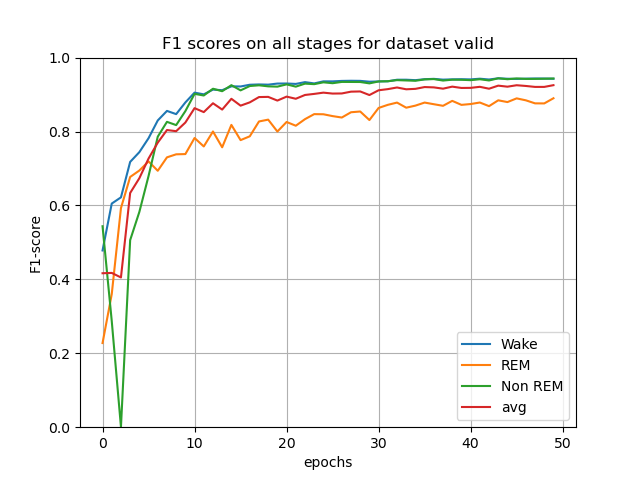 F1 scores on all stages for dataset valid
1.0
0.8
0.6
0.4
0.2
0.0
F1-score
0 10 20 30 40 50
epochs
Wake
REM
Non REM
avg